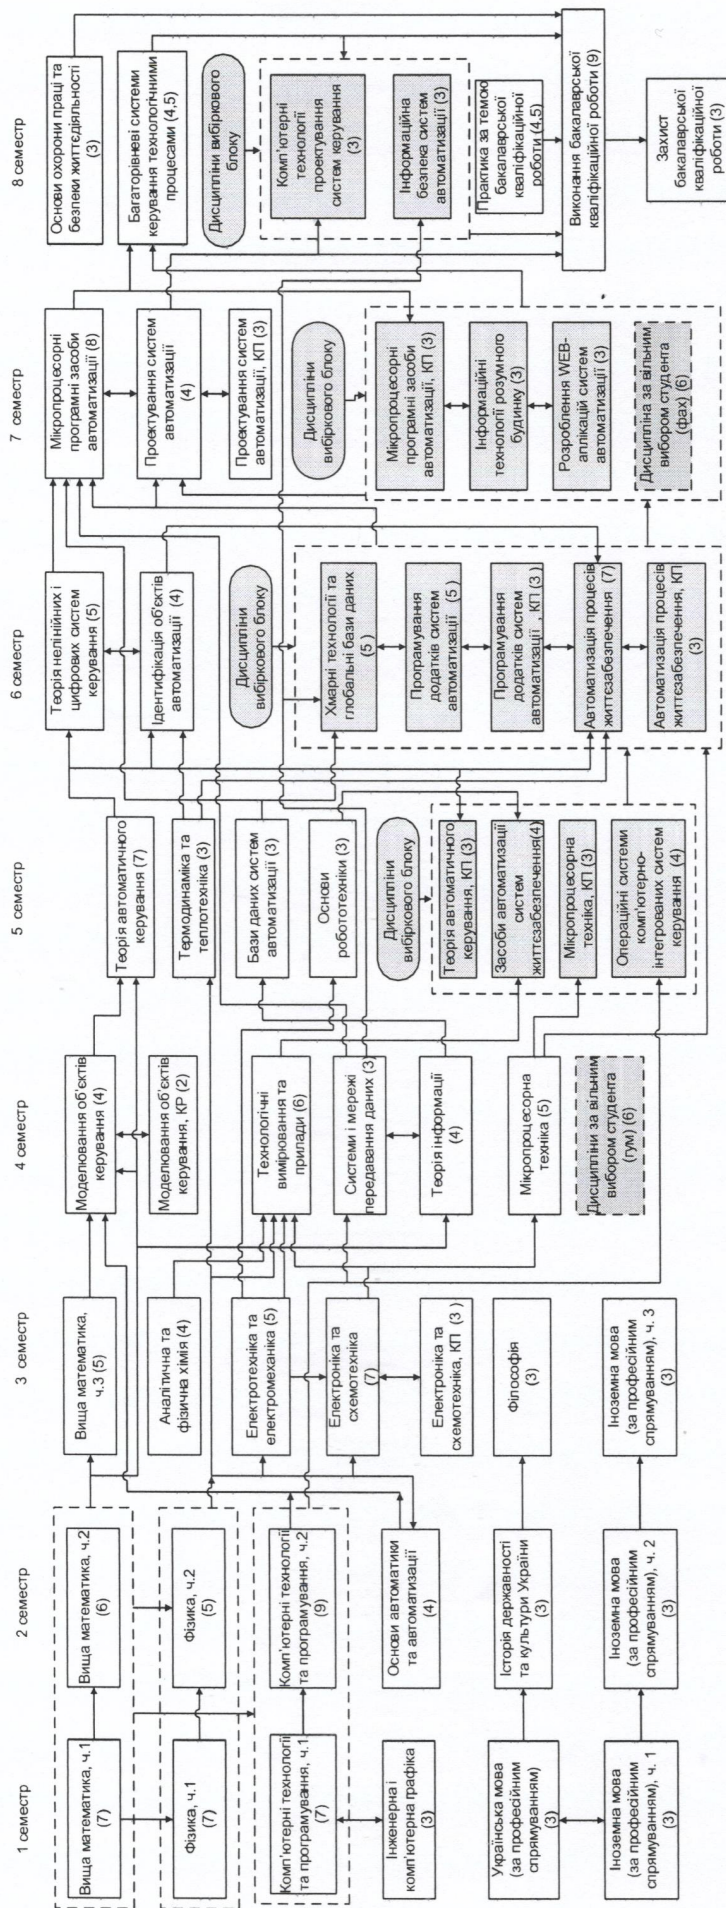 1 семестр
Вища математика, ч.1
(7)
Фізика, ч.1
(7)
Комп'ютерні технології
та програмування, ч.1
(7)
Інженерна і
комп'ютерна графіка
(3)
Українська мова
(за професійним
спрямуванням)
(3)
Іноземна мова
(за професійним
спрямуванням), ч. 1
(3)
2 семестр
Вища математика, ч.2
(6)
Фізика, ч.2
(5)
Комп'ютерні технології
та програмування, ч.2
(9)
Основи автоматики
та автоматизації
(4)
Історія державності
та культури України
(3)
Іноземна мова
(за професійним
спрямуванням), ч. 2
(3)
3 семестр
Вища математика,
ч.3 (5)
Аналітична та
фізична хімія (4)
Електротехніка та
електромеханіка (5)
Електроніка та
схемотехніка
(7)
Електроніка та
схемотехніка, КП (3)
Філософія
(3)
Іноземна мова
(за професійним
спрямуванням), ч. 3
(3)
4 семестр
Моделювання об'єктів
керування (4)
Моделювання об'єктів
керування, КР (2)
Технологічні
вимірювання та
прилади (6)
Системи і мережі
передавання даних (3)
Теорія інформації
(4)
Мікропроцесорна
техніка (5)
Дисципліни за вільним
вибором студента
(гум) (6)
5 семестр
Теорія автоматичного
керування (7)
Термодинаміка та
теплотехніка (3)
Бази даних систем
автоматизації (3)
Основи
робототехніки (3)
Дисципліни
вибіркового блоку
Теорія автоматичного
керування, КП (3)
Засоби автоматизації
систем
життєзабезпечення(4)
Мікропроцесорна
техніка, КП (3)
Операційні системи
комп'ютерно-
інтегрованих систем
керування (4)
6 семестр
Теорія нелінійних і
цифрових систем
керування (5)
Ідентифікація об'єктів
автоматизації (4)
Дисципліни
вибіркового блоку
Хмарні технології та
глобальні бази даних
(5)
Програмування
додатків систем
автоматизації (5)
Програмування
додатків систем
автоматизації , КП (3)
Автоматизація процесів
життєзабезпечення (7)
Автоматизація процесів
життєзабезпечення, КП
(3)
7 семестр
Мікропроцесорні
програмні засоби
автоматизації (8)
Проектування систем
автоматизації
(4)
Проектування систем
автоматизації, КП (3)
Дисципліни
вибіркового блоку
Мікропроцесорні
програмні засоби
автоматизації, КП (3)
Інформаційні
технології розумного
будинку (3)
Розроблення WEB-
аплікацій систем
автоматизації (3)
Дисципліна за вільним
вибором студента
(фах) (6)
8 семестр
Основи охорони праці та
безпеки життєдіяльності
(3)
Багаторівневі системи
керування технологічними
процесами (4,5)
Дисципліни вибіркового
блоку
Комп'ютерні
технології
проектування
систем керування
(3)
Інформаційна
безпека систем
автоматизації (3)
Практика за темою
бакалаврської
кваліфікаційної
роботи (4,5)
Виконання бакалаврської
кваліфікаційної роботи (9)
Захист
бакалаврської
кваліфікаційної
роботи (3)